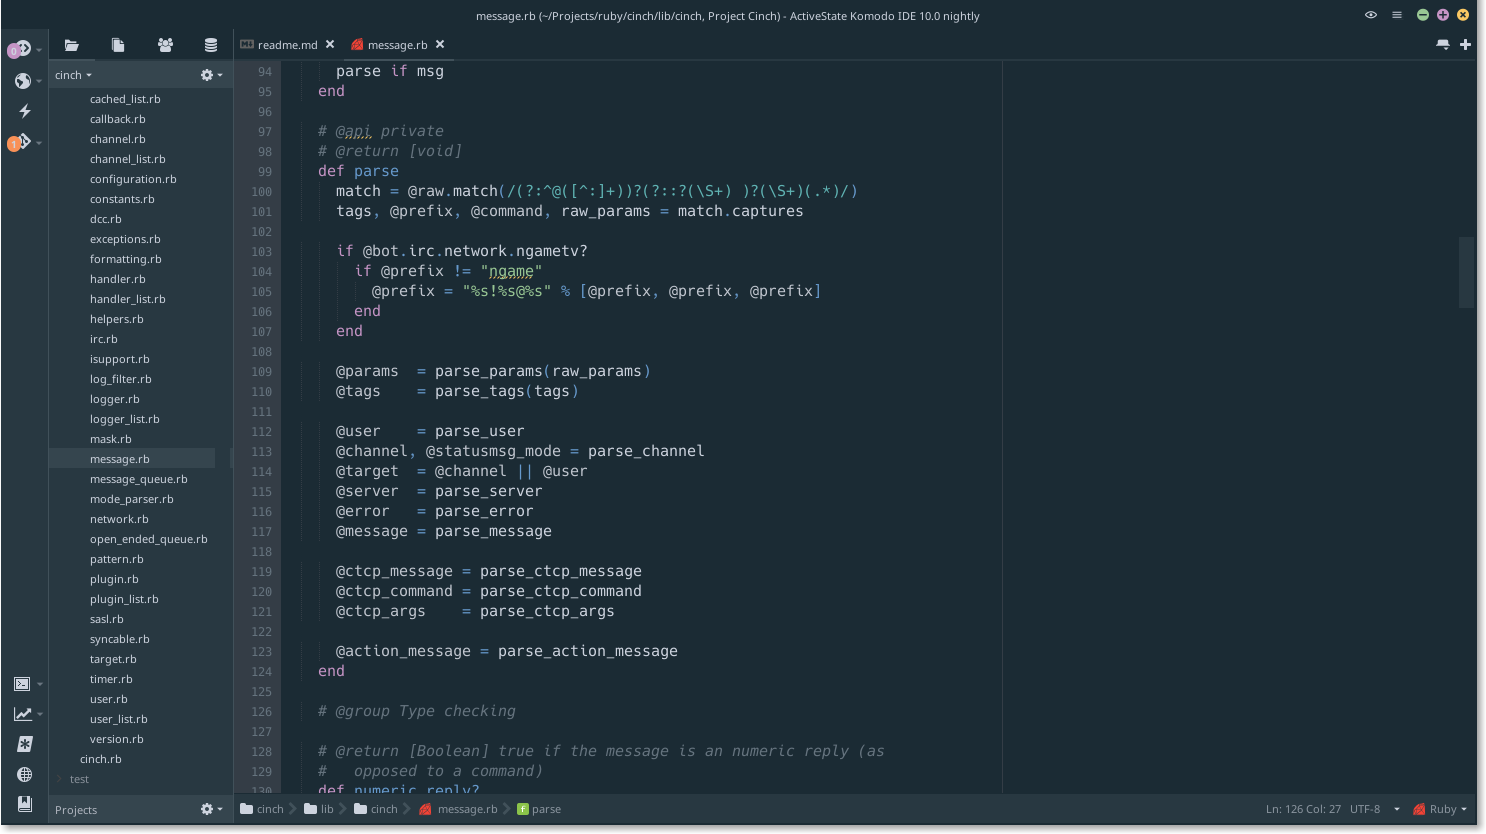 message.rb (~/Projects/ruby/cinch/lib/cinch, Project Cinch) - ActiveState Komodo IDE 10.0 nightly
readme.md
message.rb
cinch
cached_list.rb
callback.rb
channel.rb
channel_list.rb
configuration.rb
constants.rb
dcc.rb
exceptions.rb
formatting.rb
handler.rb
handler_list.rb
helpers.rb
irc.rb
isupport.rb
log_filter.rb
logger.rb
logger_list.rb
mask.rb
message.rb
message_queue.rb
mode_parser.rb
network.rb
open_ended_queue.rb
pattern.rb
plugin.rb
plugin_list.rb
sasl.rb
syncable.rb
target.rb
timer.rb
user.rb
user_list.rb
version.rb
cinch.rb
test
Projects
94 parse if msg
95 end
96
97 # @api private
98 # @return [void]
99 def parse
100 match = @raw.match(/(?:^@([^:]+))?(?::?(\S+) )?(\S+)(.*)/)
101 tags, @prefix, @command, raw_params = match.captures
102
103 if @bot.irc.network.ngametv?
104 if @prefix != "ngame"
105 @prefix = "%s!%s@%s" % [@prefix, @prefix, @prefix]
106 end
107 end
108
109 @params  = parse_params(raw_params)
110 @tags    = parse_tags(tags)
111
112 @user    = parse_user
113 @channel, @statusmsg_mode = parse_channel
114 @target  = @channel || @user
115 @server  = parse_server
116 @error   = parse_error
117 @message = parse_message
118
119 @ctcp_message = parse_ctcp_message
120 @ctcp_command = parse_ctcp_command
121 @ctcp_args    = parse_ctcp_args
122
123 @action_message = parse_action_message
124 end
125
126 # @group Type checking
127
128 # @return [Boolean] true if the message is an numeric reply (as
129 #   opposed to a command)
130 def numeric_reply?
cinch lib cinch message.rb f parse
Ln: 126 Col: 27 UTF-8 Ruby